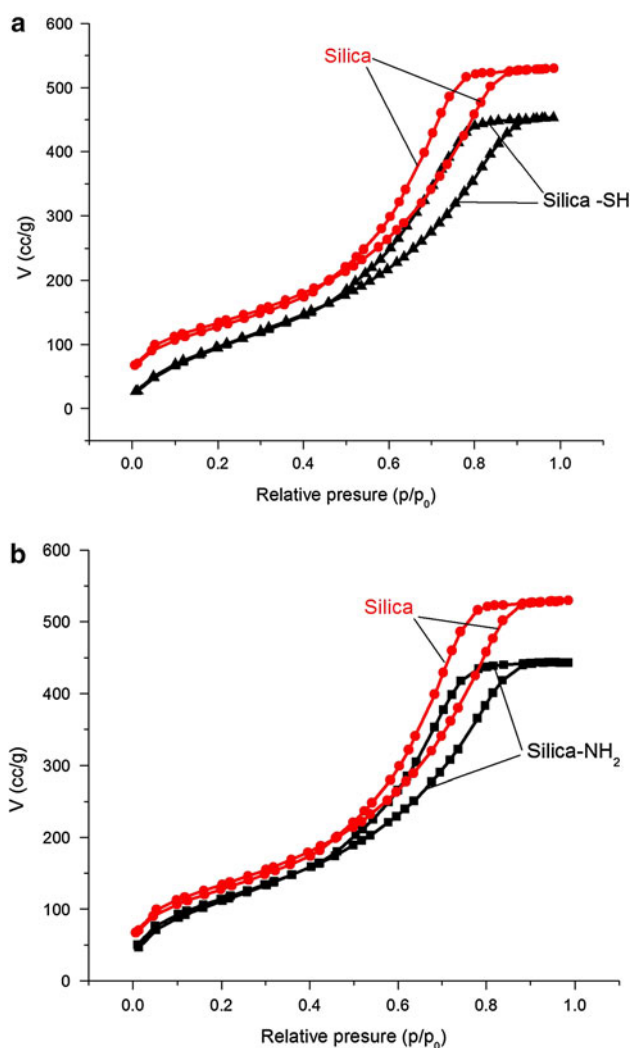 a
600
Silica
500
400
Silica -SH
300
V (cc/g)
200
100
0
0.0 0.2 0.4 0.6 0.8 1.0
Relative presure (p/p₀)
b
600
Silica
500
400
Silica-NH₂
300
V (cc/g)
200
100
0
0.0 0.2 0.4 0.6 0.8 1.0
Relative presure (p/p₀)